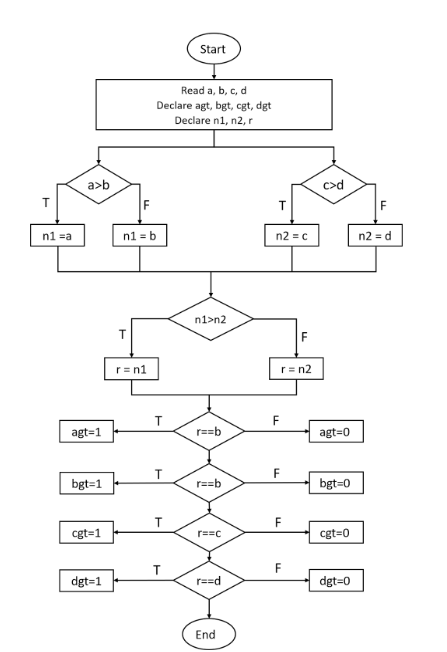 Start
Read a, b, c, d
Declare agt, bgt, cgt, dgt
Declare n1, n2, r
a>b
c>d
T
F
T
F
n1 =a
n1 = b
n2 = c
n2 = d
n1>n2
T
F
r = n1
r = n2
agt=1
T
r==b
F
agt=0
bgt=1
T
r==b
F
bgt=0
cgt=1
T
r==c
F
cgt=0
dgt=1
T
r==d
F
dgt=0
End